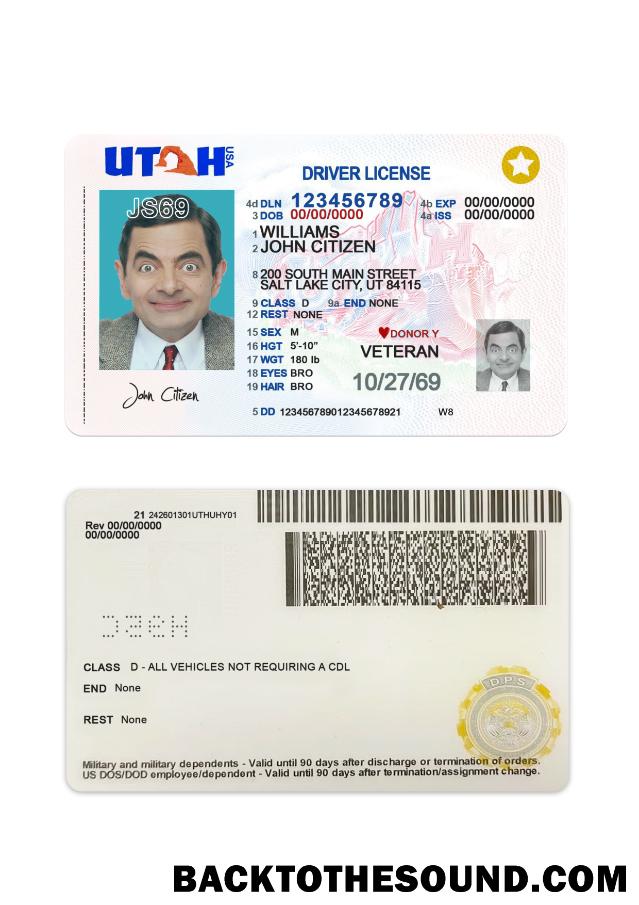 UTAH USA
DRIVER LICENSE
JS69
4d DLN 123456789 4b EXP 00/00/0000
3 DOB 00/00/0000 4a ISS 00/00/0000
1 WILLIAMS
2 JOHN CITIZEN
8 200 SOUTH MAIN STREET
SALT LAKE CITY, UT 84115
9 CLASS D 9a END NONE
12 REST NONE
15 SEX M
DONOR Y
16 HGT 5'-10"
VETERAN
17 WGT 180 lb
18 EYES BRO
10/27/69
19 HAIR BRO
John Citizen
5 DD 123456789012345678921 W8
21 242601301UTHUHY01
Rev 00/00/0000
00/00/0000
CLASS D - ALL VEHICLES NOT REQUIRING A CDL
END None
D.P.S
REST None
Military and military dependents - Valid until 90 days after discharge or termination of orders.
US DOS/DOD employee/dependent - Valid until 90 days after termination/assignment change.
BACKTOTHESOUND.COM